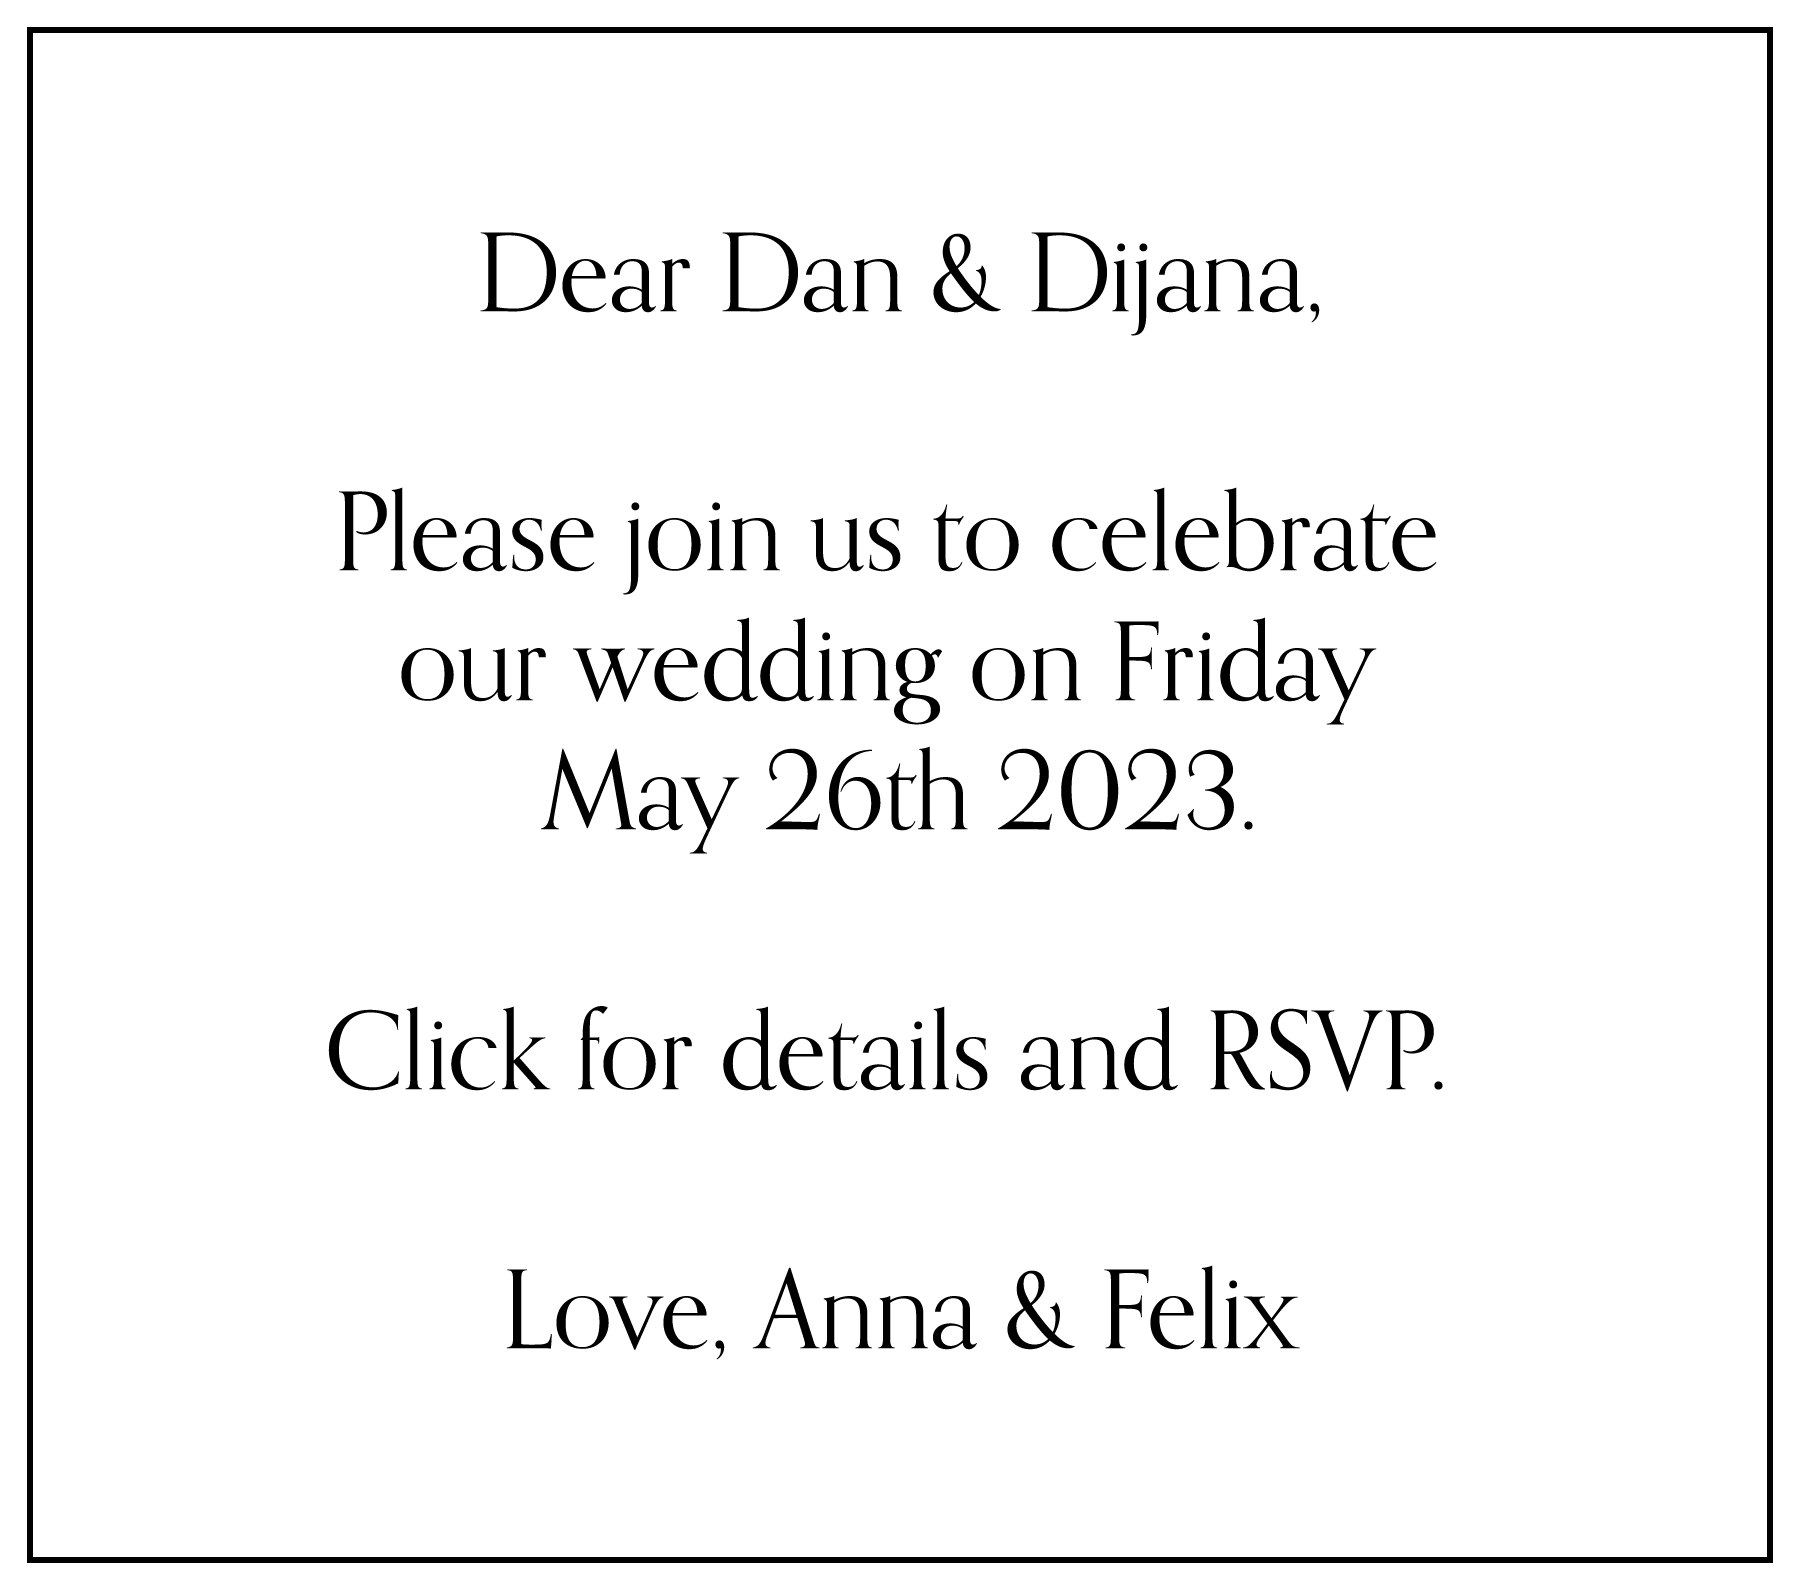 Dear Dan & Dijana,
Please join us to celebrate
our wedding on Friday
May 26th 2023.
Click for details and RSVP.
Love, Anna & Felix